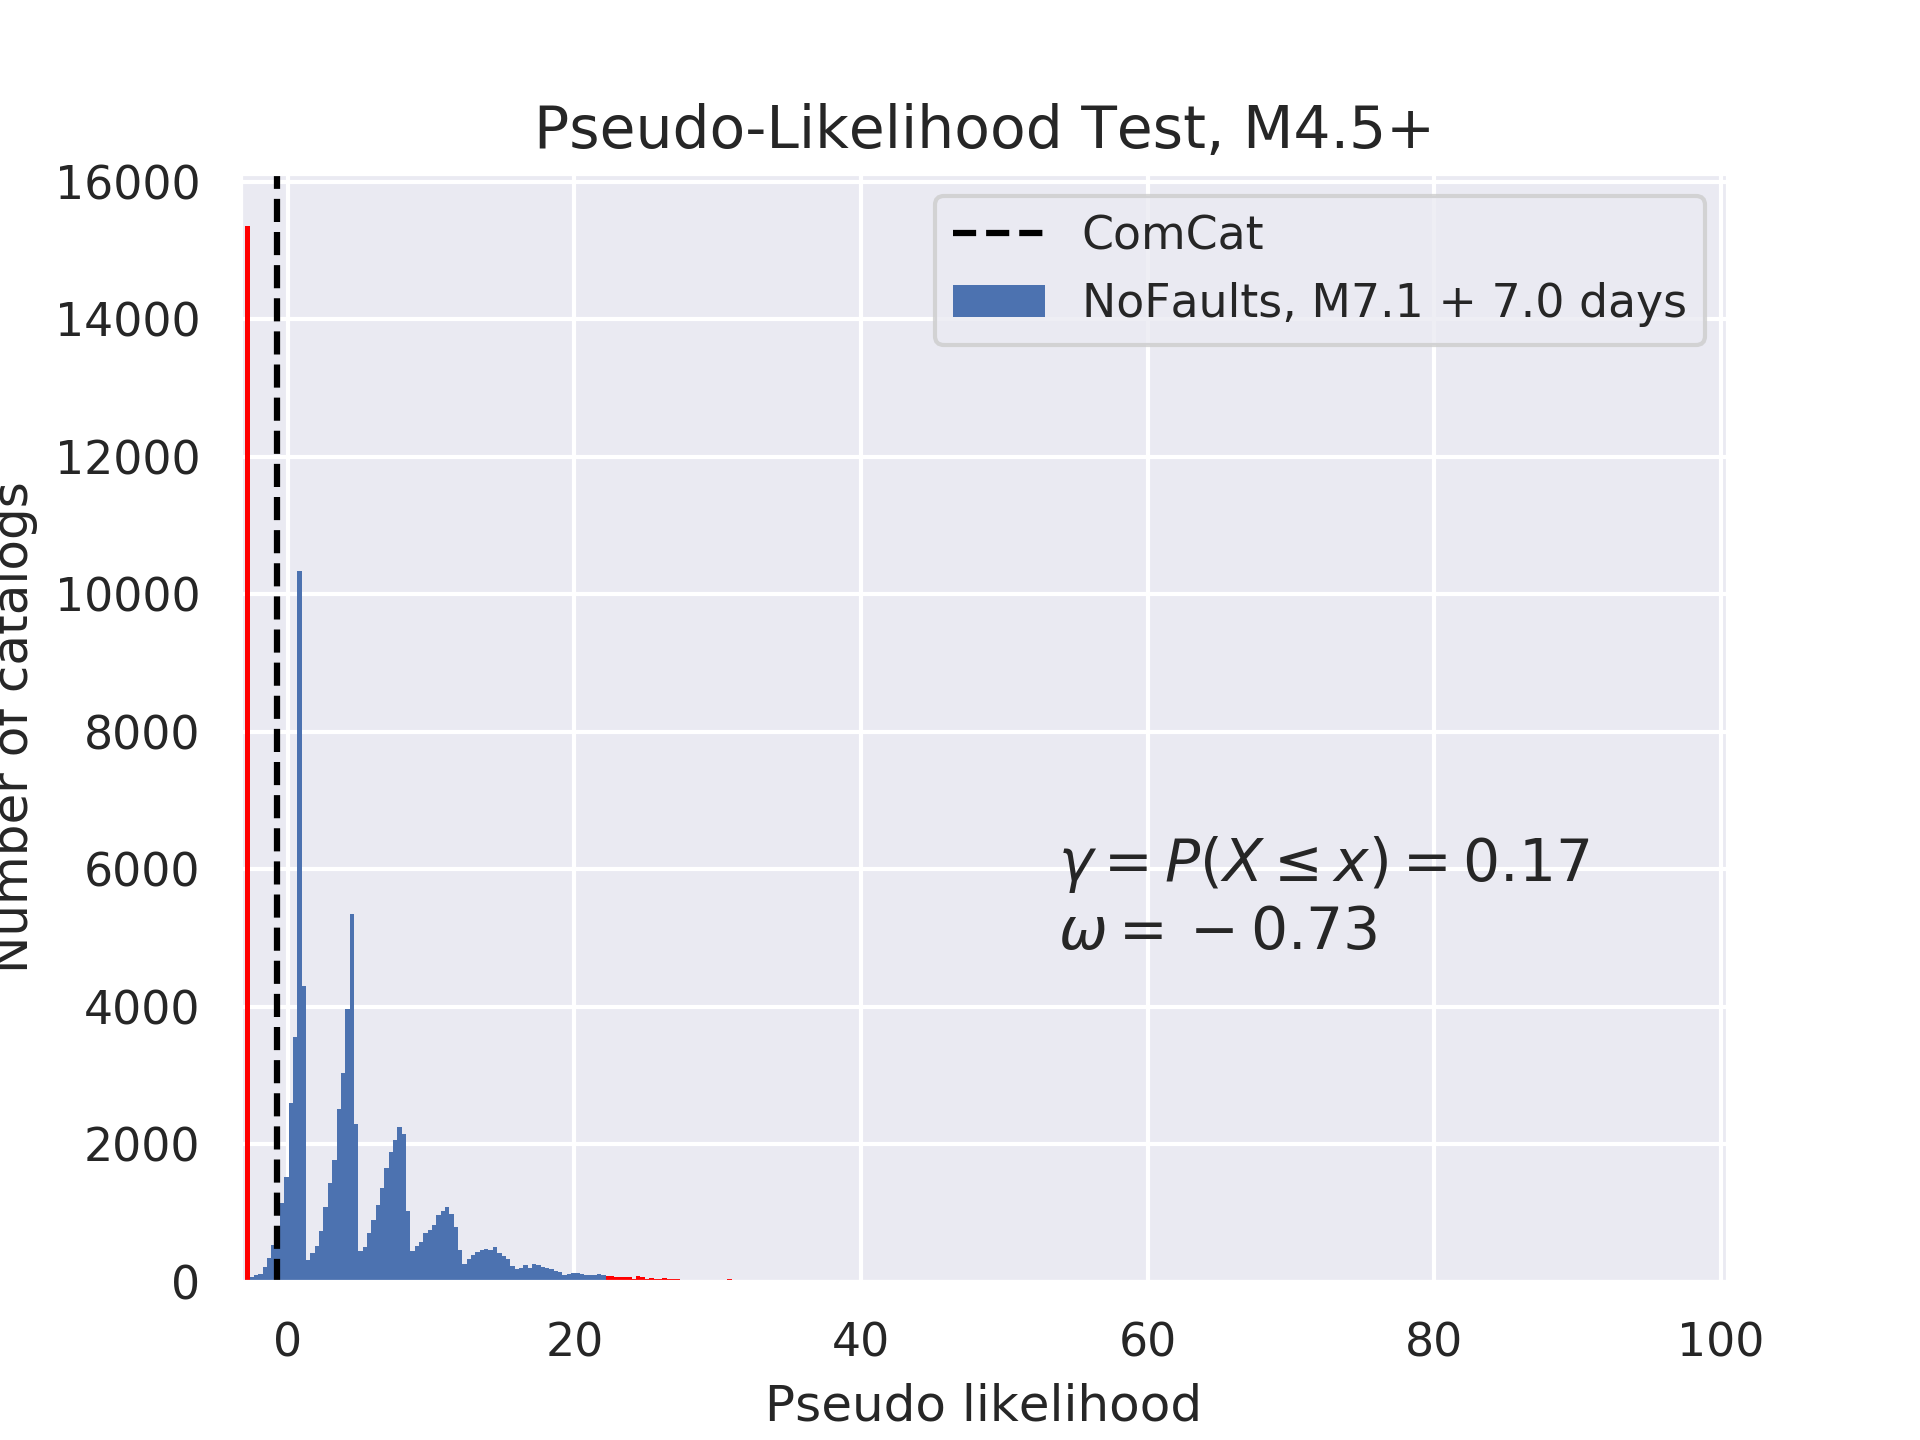 Pseudo-Likelihood Test, M4.5+
16000
14000
12000
10000
8000
6000
4000
2000
0
Number of catalogs
ComCat
NoFaults, M7.1 + 7.0 days
γ = P(X ≤ x) = 0.17
ω = − 0.73
0 20 40 60 80 100
Pseudo likelihood